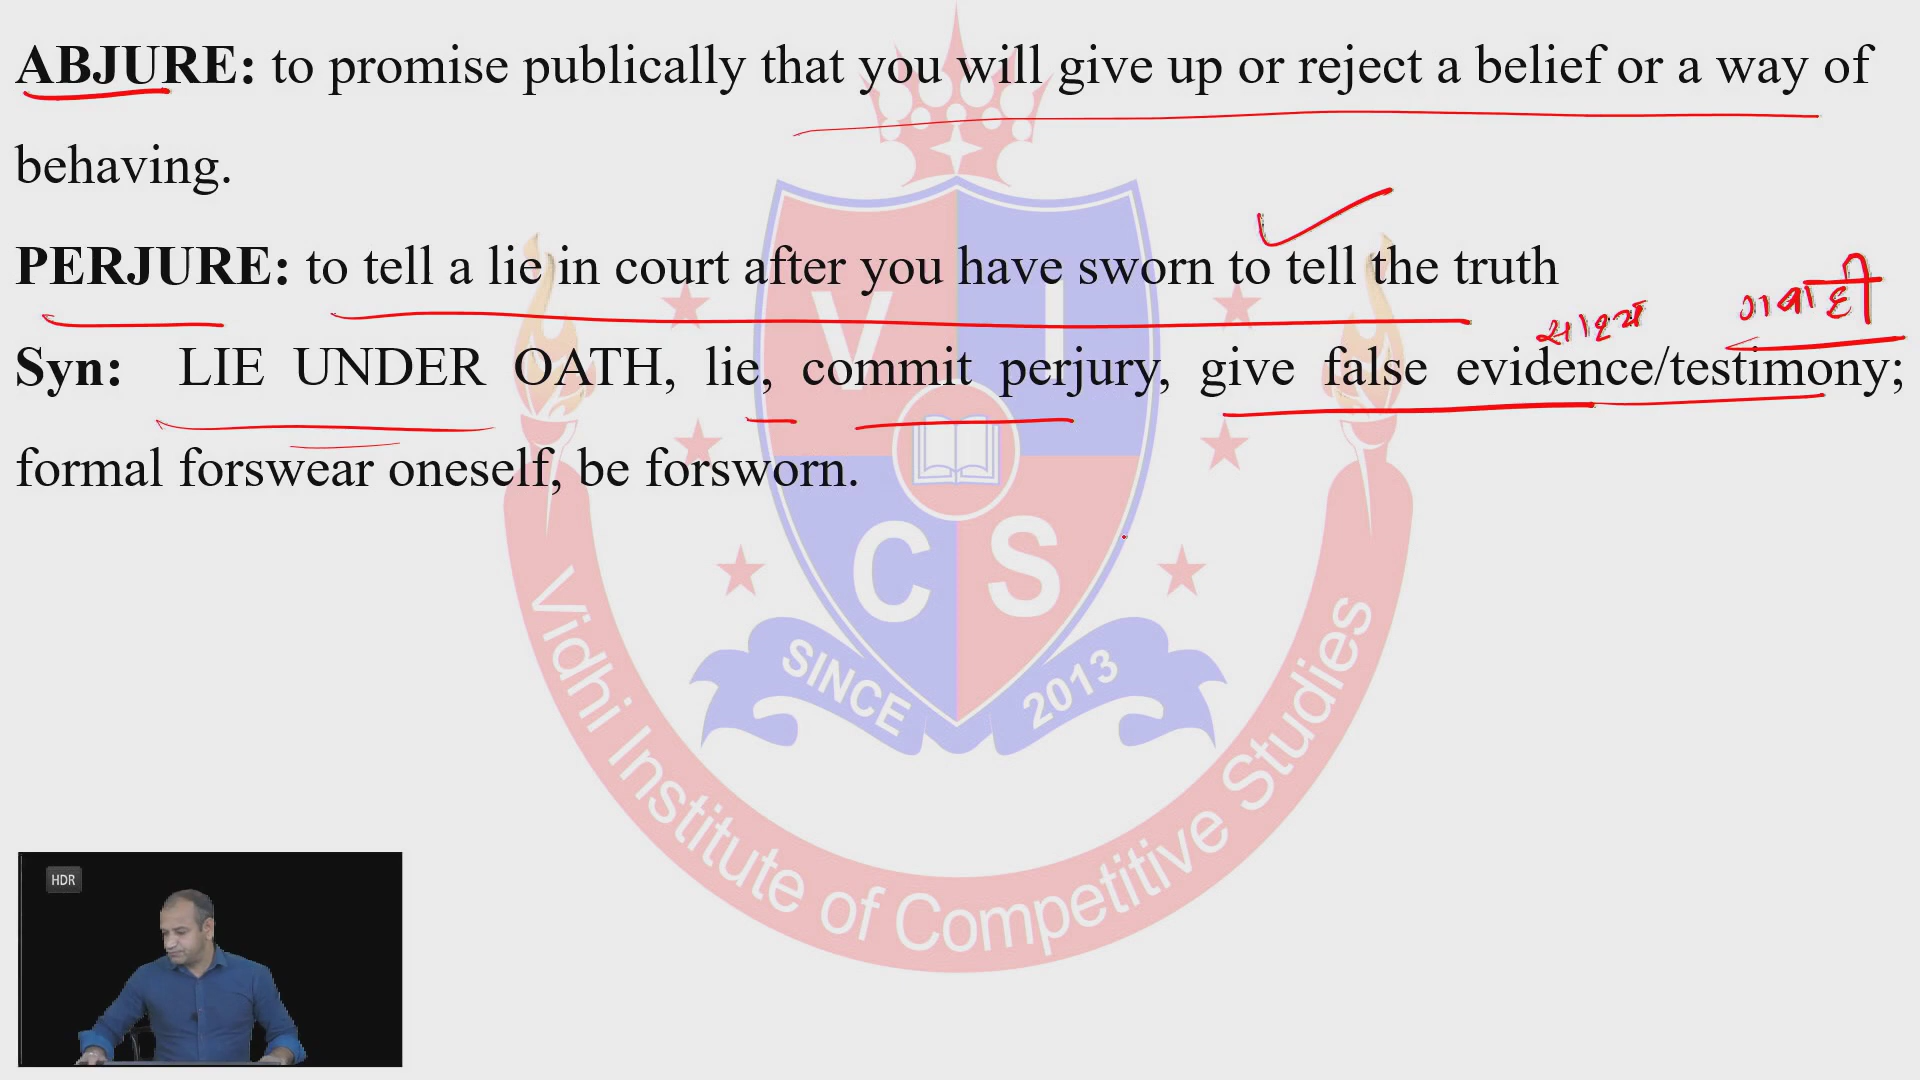 ABJURE: to promise publically that you will give up or reject a belief or a way of
behaving.
PERJURE: to tell a lie in court after you have sworn to tell the truth
गवाही
Syn: LIE UNDER OATH, lie, commit perjury, give false evidence/testimony;
formal forswear oneself, be forsworn.
V I
C S
SINCE 2013
Vidhi Institute of Competitive Studies
HDR